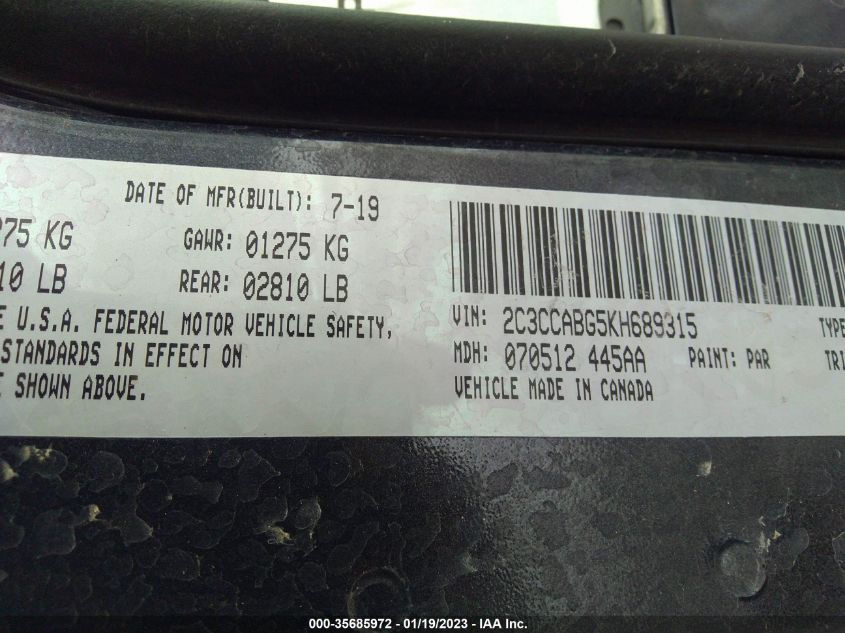 DATE OF MFR(BUILT): 7-19
275 KG GAWR: 01275 KG
10 LB REAR: 02810 LB
E U.S.A. FEDERAL MOTOR VEHICLE SAFETY,
STANDARDS IN EFFECT ON
E SHOWN ABOVE.
VIN: 2C3CCABG5KH689315 TYPE
MDH: 070512 445AA PAINT: PAR TRI
VEHICLE MADE IN CANADA
000-35685972 - 01/19/2023 - IAA Inc.